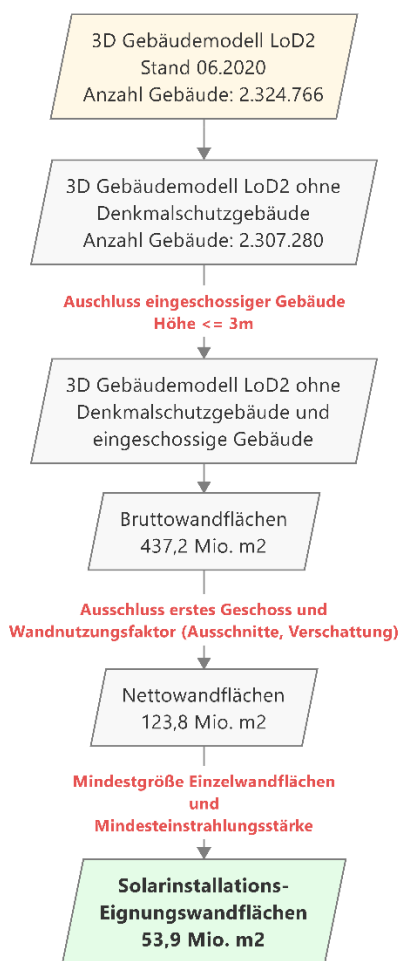 3D Gebäudemodell LoD2
Stand 06.2020
Anzahl Gebäude: 2.324.766
3D Gebäudemodell LoD2 ohne
Denkmalschutzgebäude
Anzahl Gebäude: 2.307.280
Auschluss eingeschossiger Gebäude
Höhe <= 3m
3D Gebäudemodell LoD2 ohne
Denkmalschutzgebäude und
eingeschossige Gebäude
Bruttowandflächen
437,2 Mio. m2
Ausschluss erstes Geschoss und
Wandnutzungsfaktor (Ausschnitte, Verschattung)
Nettowandflächen
123,8 Mio. m2
Mindestgröße Einzelwandflächen
und
Mindesteinstrahlungsstärke
Solarinstallations-
Eignungswandflächen
53,9 Mio. m2